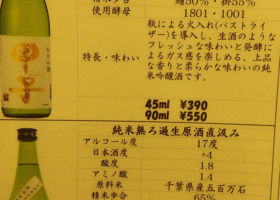 麹50%・掛55%
使用酵母 1801・1001
瓶による火入れ(パストライ
ザー)を導入し、生酒のような
フレッシュな味わいと発酵に
よるガス感を楽しめる、上品
な香りと柔らかな味わいの純
米吟醸酒です。
特長・味わい
45ml ¥390
90ml ¥550
純米無ろ過生原酒直汲み
アルコール度 17度
日本酒度 +4
酸度 1.8
アミノ酸 1.4
原料米 千葉県産五百万石
精米歩合 65%